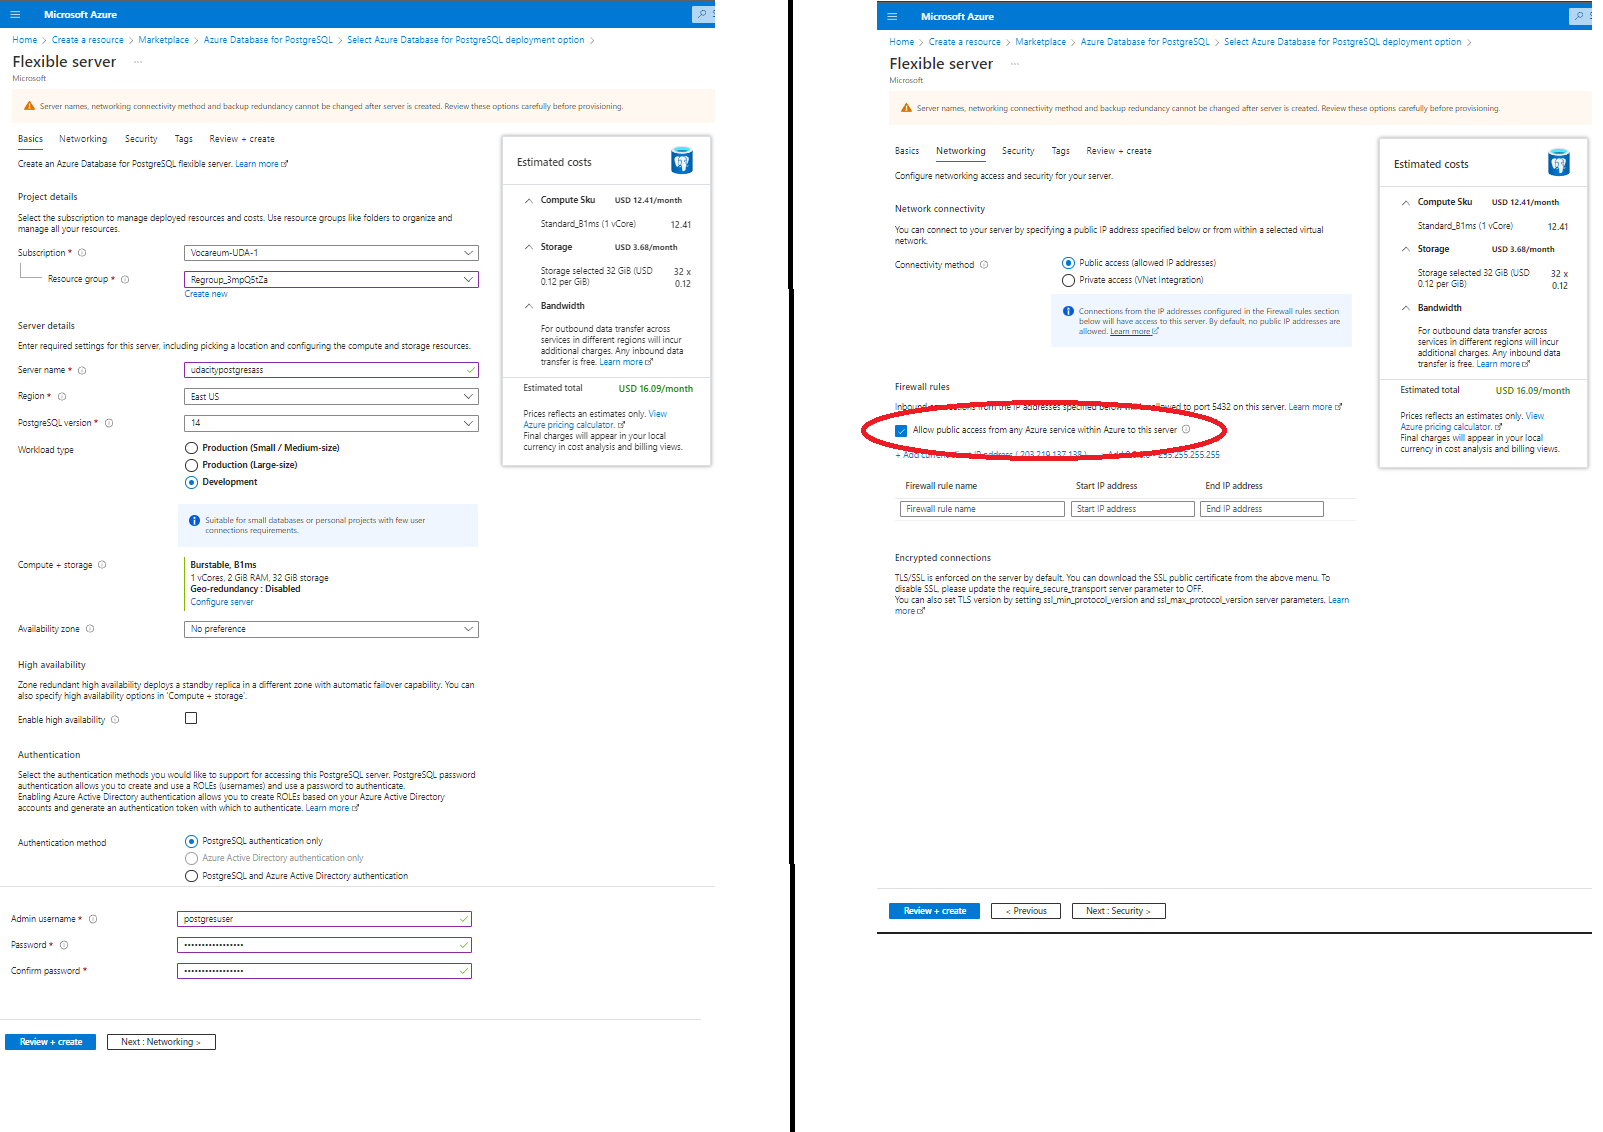 Microsoft Azure
Home > Create a resource > Marketplace > Azure Database for PostgreSQL > Select Azure Database for PostgreSQL deployment option >
Flexible server ...
Microsoft
Server names, networking connectivity method and backup redundancy cannot be changed after server is created. Review these options carefully before provisioning.
Basics Networking Security Tags Review + create
Create an Azure Database for PostgreSQL flexible server. Learn more
Project details
Select the subscription to manage deployed resources and costs. Use resource groups like folders to organize and
manage all your resources.
Subscription *
Vocareum-UDA-1
Resource group *
Regroup_3mpQ5tZa
Create new
Server details
Enter required settings for this server, including picking a location and configuring the compute and storage resources.
Server name *
udacitypostgresass
Region *
East US
PostgreSQL version *
14
Workload type
Production (Small / Medium-size)
Production (Large-size)
Development
Suitable for small databases or personal projects with few user
connections requirements.
Compute + storage
Burstable, B1ms
1 vCores, 2 GiB RAM, 32 GiB storage
Geo-redundancy : Disabled
Configure server
Availability zone
No preference
High availability
Zone redundant high availability deploys a standby replica in a different zone with automatic failover capability. You can
also specify high availability options in 'Compute + storage'.
Enable high availability
Authentication
Select the authentication methods you would like to support for accessing this PostgreSQL server. PostgreSQL password
authentication allows you to create and use a ROLEs (usernames) and use a password to authenticate.
Enabling Azure Active Directory authentication allows you to create ROLEs based on your Azure Active Directory
accounts and generate an authentication token with which to authenticate. Learn more
Authentication method
PostgreSQL authentication only
Azure Active Directory authentication only
PostgreSQL and Azure Active Directory authentication
Admin username *
postgresuser
Password *
Confirm password *
Review + create
Next : Networking >
Estimated costs
Compute Sku USD 12.41/month
Standard_B1ms (1 vCore) 12.41
Storage USD 3.68/month
Storage selected 32 GiB (USD 32 x
0.12 per GiB) 0.12
Bandwidth
For outbound data transfer across
services in different regions will incur
additional charges. Any inbound data
transfer is free. Learn more
Estimated total USD 16.09/month
Prices reflect an estimates only. View
Azure pricing calculator.
Final charges will appear in your local
currency in cost analysis and billing views.
Microsoft Azure
Home > Create a resource > Marketplace > Azure Database for PostgreSQL > Select Azure Database for PostgreSQL deployment option >
Flexible server ...
Microsoft
Server names, networking connectivity method and backup redundancy cannot be changed after server is created. Review these options carefully before provisioning.
Basics Networking Security Tags Review + create
Configure networking access and security for your server.
Network connectivity
You can connect to your server by specifying a public IP address specified below or from within a selected virtual
network.
Connectivity method
Public access (allowed IP addresses)
Private access (VNet Integration)
Connections from the IP addresses configured in the Firewall rules section
below will have access to this server. By default, no public IP addresses are
allowed. Learn more
Firewall rules
Inbound connections from the IP addresses specified below will be allowed to port 5432 on this server. Learn more
Allow public access from any Azure service within Azure to this server
+ Add current client IP address ( 203.219.137.138 ) + Add 0.0.0.0 - 255.255.255.255
Firewall rule name Start IP address End IP address
Firewall rule name Start IP address End IP address
Encrypted connections
TLS/SSL is enforced on the server by default. You can download the SSL public certificate from the above menu. To
disable SSL, please update the require_secure_transport server parameter to OFF.
You can also set TLS version by setting ssl_min_protocol_version and ssl_max_protocol_version server parameters. Learn
more
Review + create
< Previous
Next : Security >
Estimated costs
Compute Sku USD 12.41/month
Standard_B1ms (1 vCore) 12.41
Storage USD 3.68/month
Storage selected 32 GiB (USD 32 x
0.12 per GiB) 0.12
Bandwidth
For outbound data transfer across
services in different regions will incur
additional charges. Any inbound data
transfer is free. Learn more
Estimated total USD 16.09/month
Prices reflect an estimates only. View
Azure pricing calculator.
Final charges will appear in your local
currency in cost analysis and billing views.